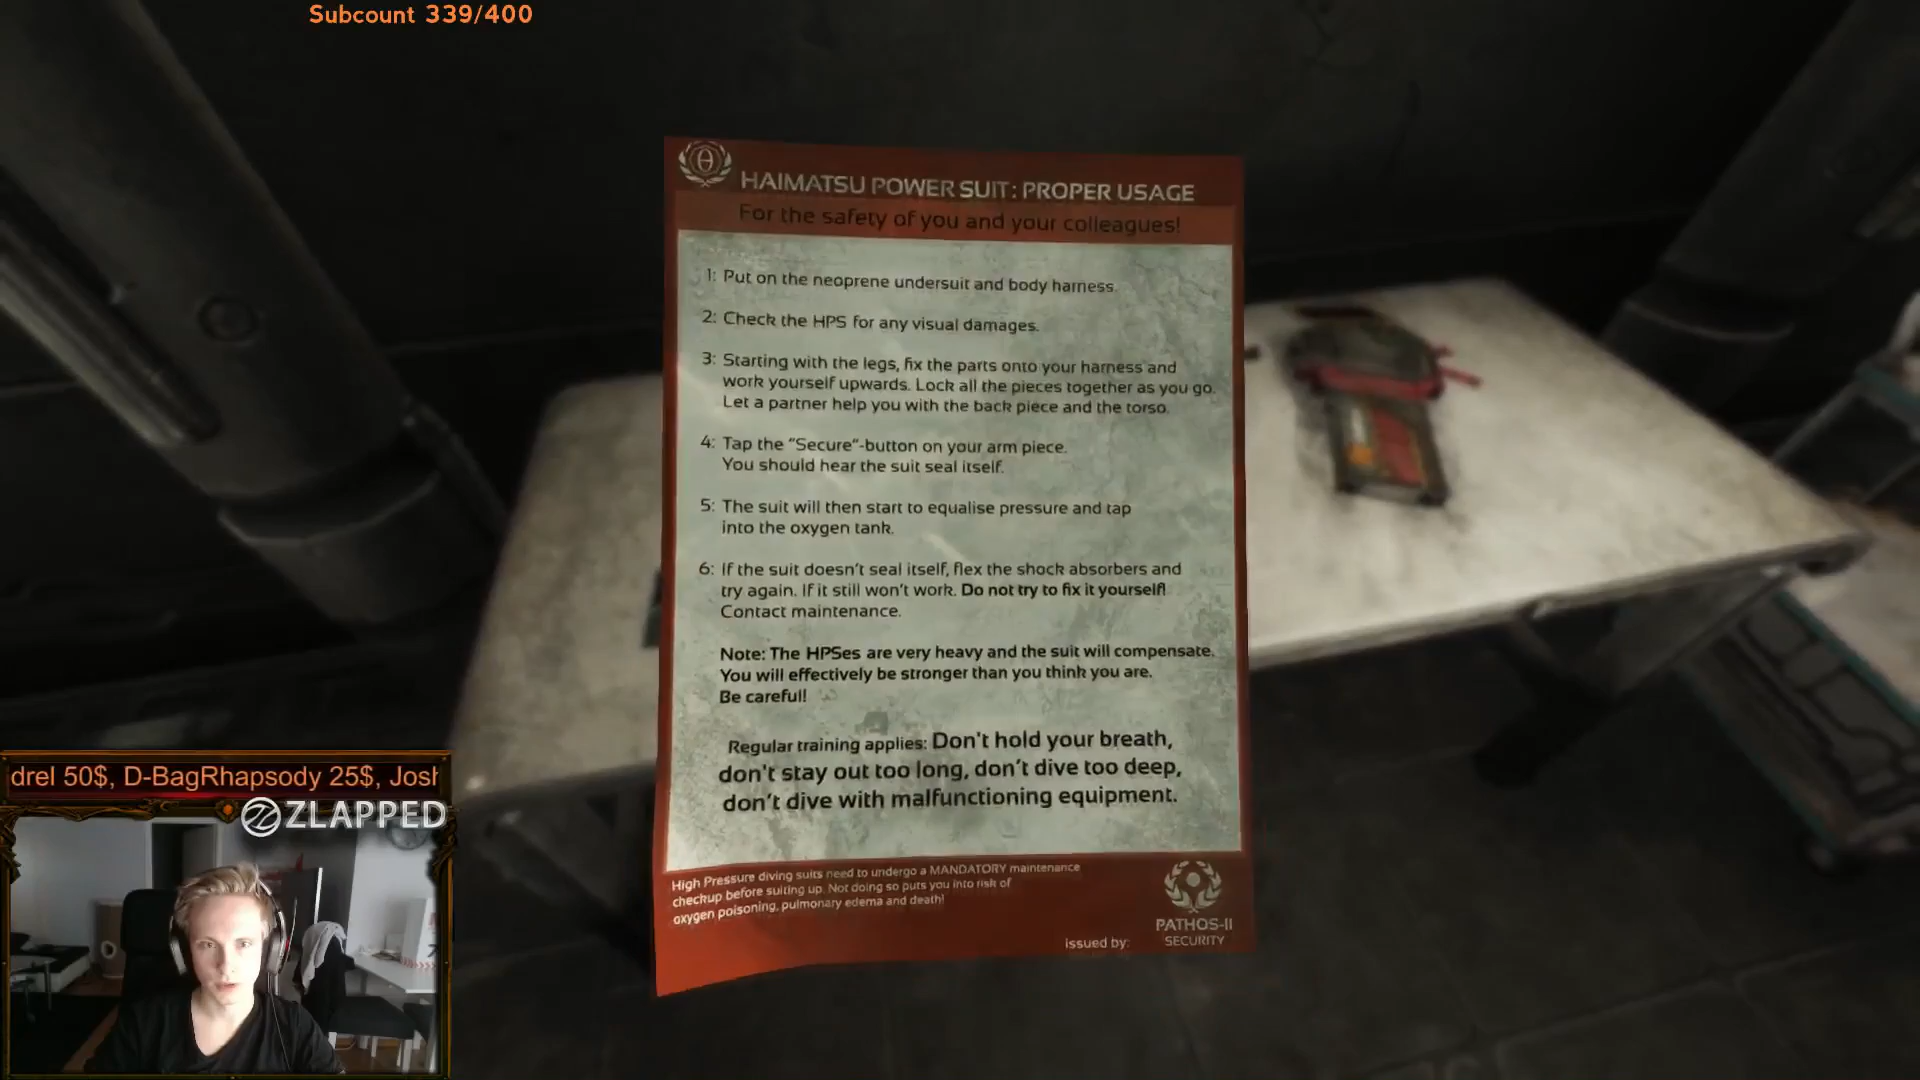 Subcount 339/400
HAIMATSU POWER SUIT: PROPER USAGE
For the safety of you and your colleagues!
1: Put on the neoprene undersuit and body harness.
2: Check the HPS for any visual damages.
3: Starting with the legs, fix the parts onto your harness and
work yourself upwards. Lock all the pieces together as you go.
Let a partner help you with the back piece and the torso.
4: Tap the "Secure"-button on your arm piece.
You should hear the suit seal itself.
5: The suit will then start to equalise pressure and tap
into the oxygen tank.
6: If the suit doesn't seal itself, flex the shock absorbers and
try again. If it still won't work. Do not try to fix it yourself!
Contact maintenance.
Note: The HPSes are very heavy and the suit will compensate.
You will effectively be stronger than you think you are.
Be careful!
Regular training applies: Don't hold your breath,
don't stay out too long, don't dive too deep,
don't dive with malfunctioning equipment.
High Pressure diving suits need to undergo a MANDATORY maintenance
checkup before suiting up. Not doing so puts you into risk of
oxygen poisoning, pulmonary edema and death!
issued by:
PATHOS-II
SECURITY
drel 50$, D-BagRhapsody 25$, Josh
ZLAPPED